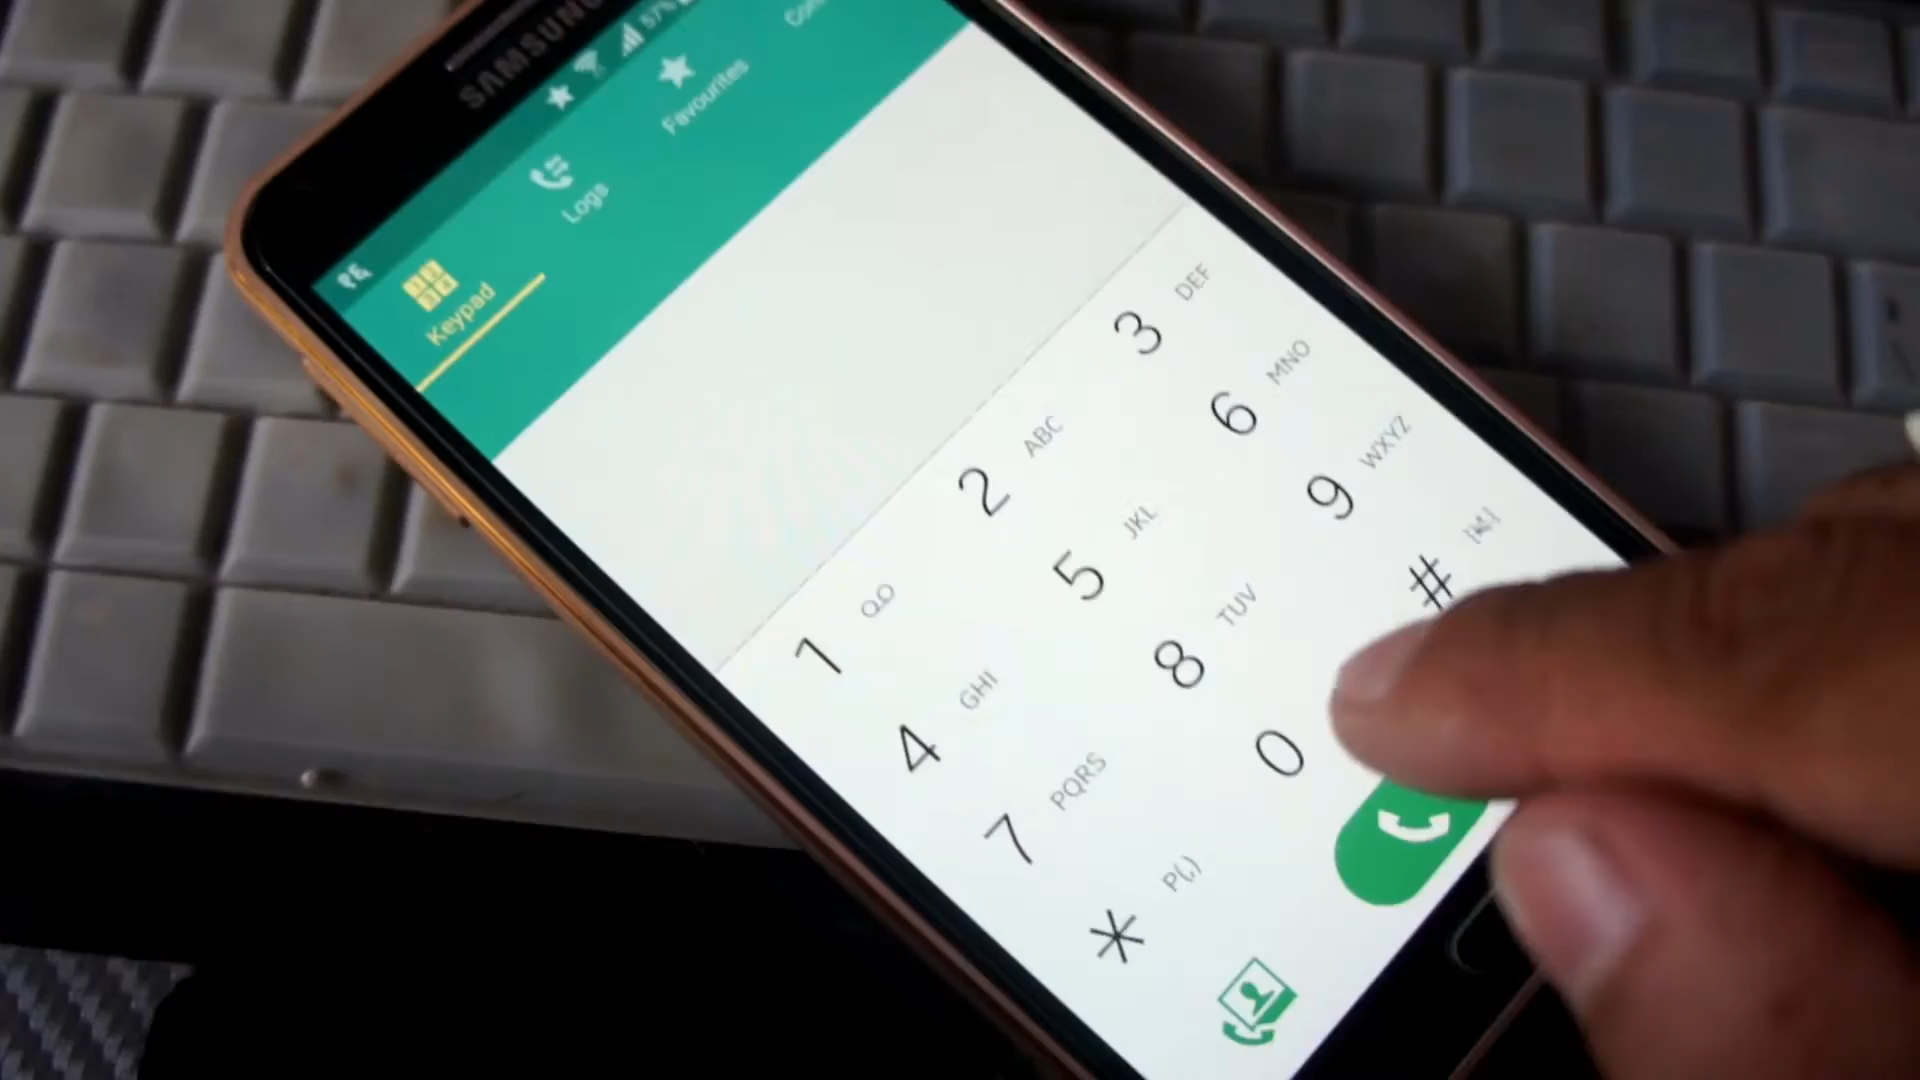 SAMSUNG
57%
Keypad
Logs
Favourites
1
2 ABC
3 DEF
4 GHI
5 JKL
6 MNO
7 PQRS
8 TUV
9 WXYZ
* P(,)
0
#